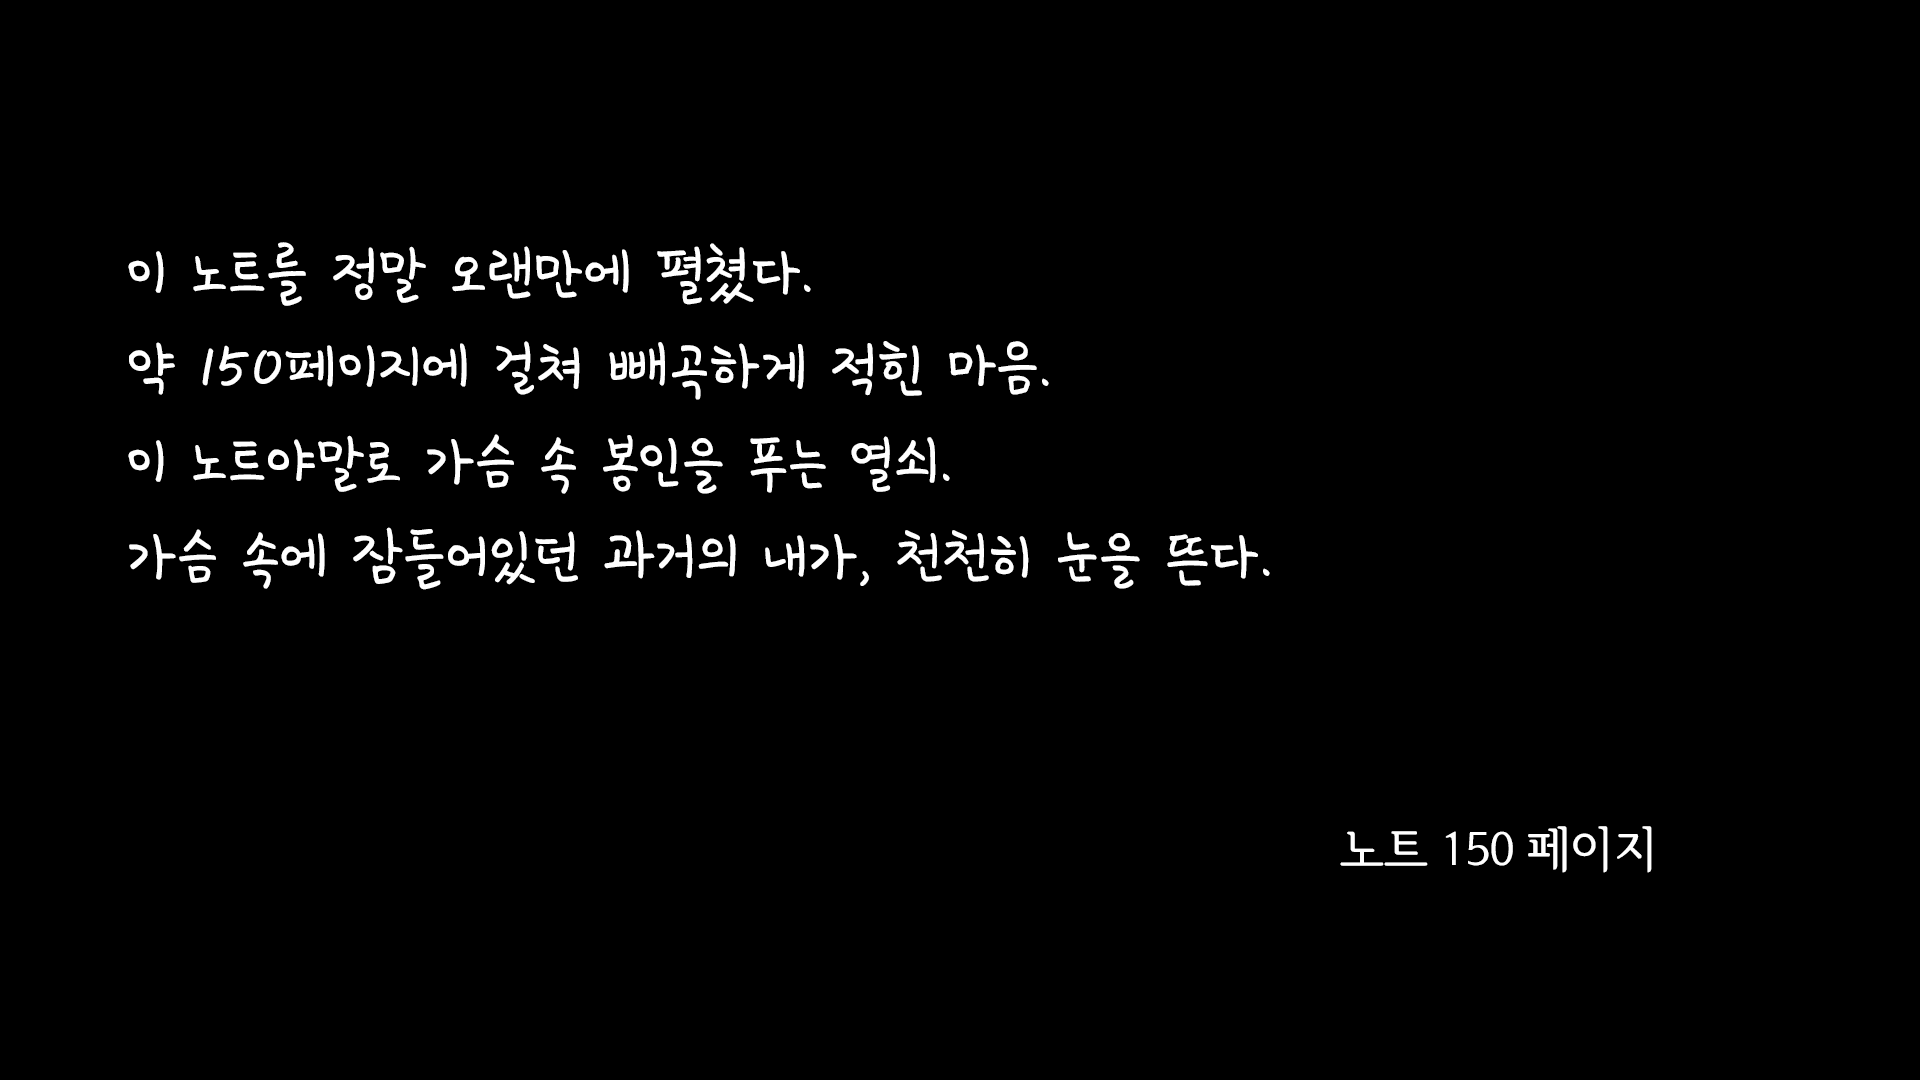 이 노트를 정말 오랜만에 펼쳤다.
약 150페이지에 걸쳐 빼곡하게 적힌 마음.
이 노트야말로 가슴 속 봉인을 푸는 열쇠.
가슴 속에 잠들어있던 과거의 내가, 천천히 눈을 뜬다.
노트 150 페이지